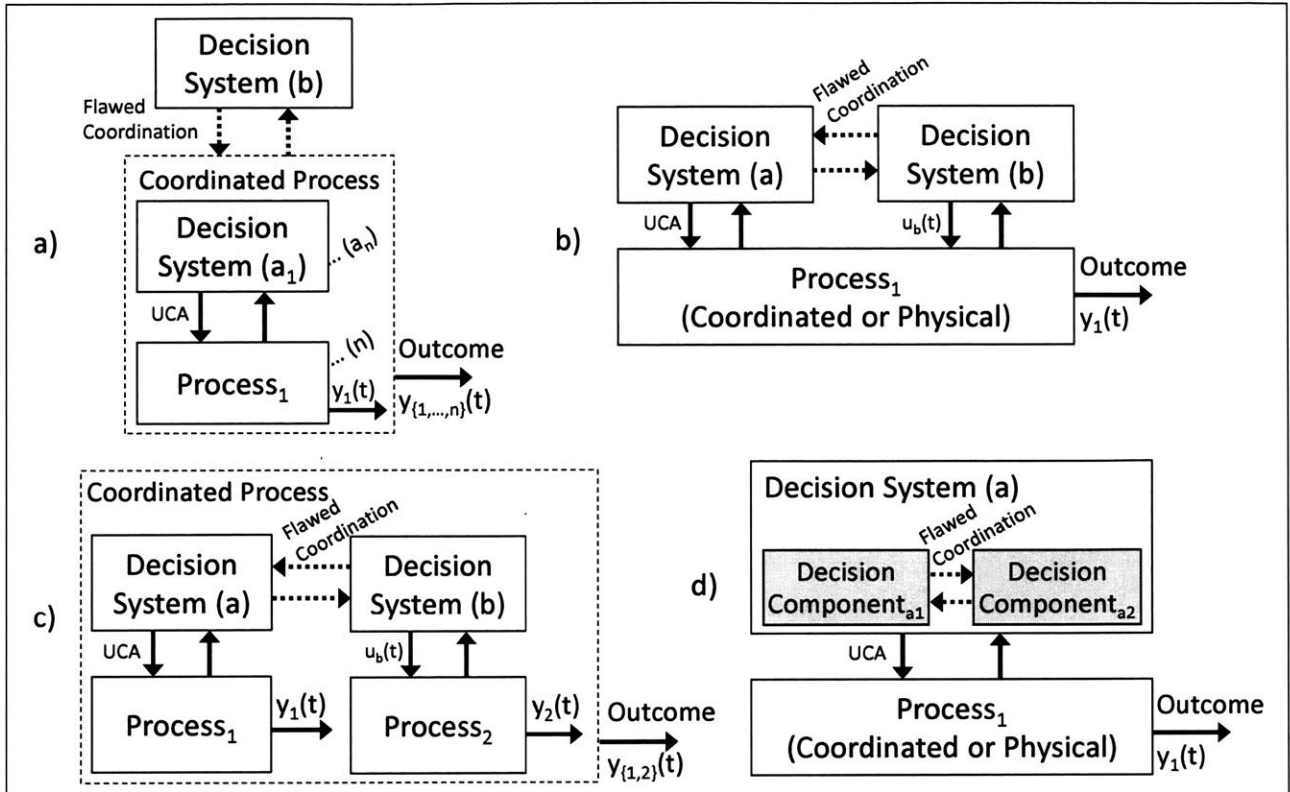 a)
Decision
System (b)
Flawed
Coordination
Coordinated Process
Decision
System (a₁)
... (aₙ)
UCA
... (n)
Process₁
y₁(t)
Outcome
y{1,...,n}(t)
b)
Flawed
Coordination
Decision
System (a)
Decision
System (b)
UCA
u_b(t)
Process₁
(Coordinated or Physical)
Outcome
y₁(t)
c)
Coordinated Process
Flawed
Coordination
Decision
System (a)
Decision
System (b)
UCA
u_b(t)
Process₁
y₁(t)
Process₂
y₂(t)
Outcome
y{1,2}(t)
d)
Decision System (a)
Flawed
Coordination
Decision
Componentₐ₁
Decision
Componentₐ₂
UCA
Process₁
(Coordinated or Physical)
Outcome
y₁(t)